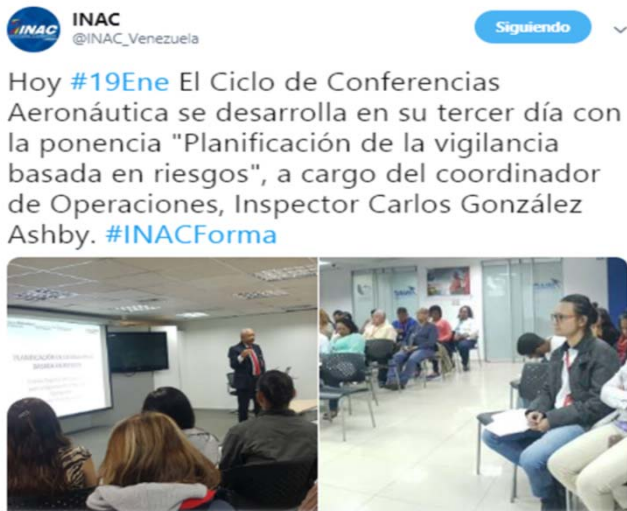 INAC
INAC
@INAC_Venezuela
Siguiendo
Hoy #19Ene El Ciclo de Conferencias
Aeronáutica se desarrolla en su tercer día con
la ponencia "Planificación de la vigilancia
basada en riesgos", a cargo del coordinador
de Operaciones, Inspector Carlos González
Ashby. #INACForma